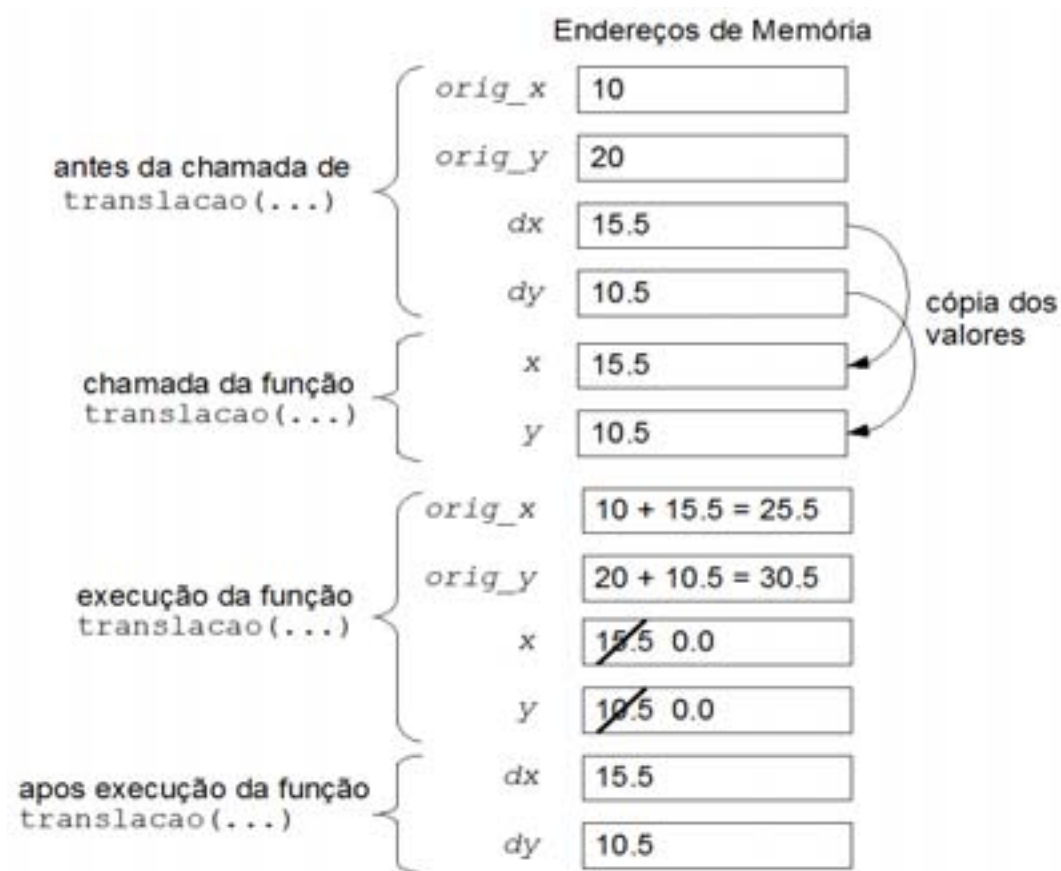 Endereços de Memória
antes da chamada de
translacao(...)
orig_x 10
orig_y 20
dx 15.5
dy 10.5
cópia dos
valores
chamada da função
translacao(...)
x 15.5
y 10.5
execução da função
translacao(...)
orig_x 10 + 15.5 = 25.5
orig_y 20 + 10.5 = 30.5
x 15.5 0.0
y 10.5 0.0
apos execução da função
translacao(...)
dx 15.5
dy 10.5